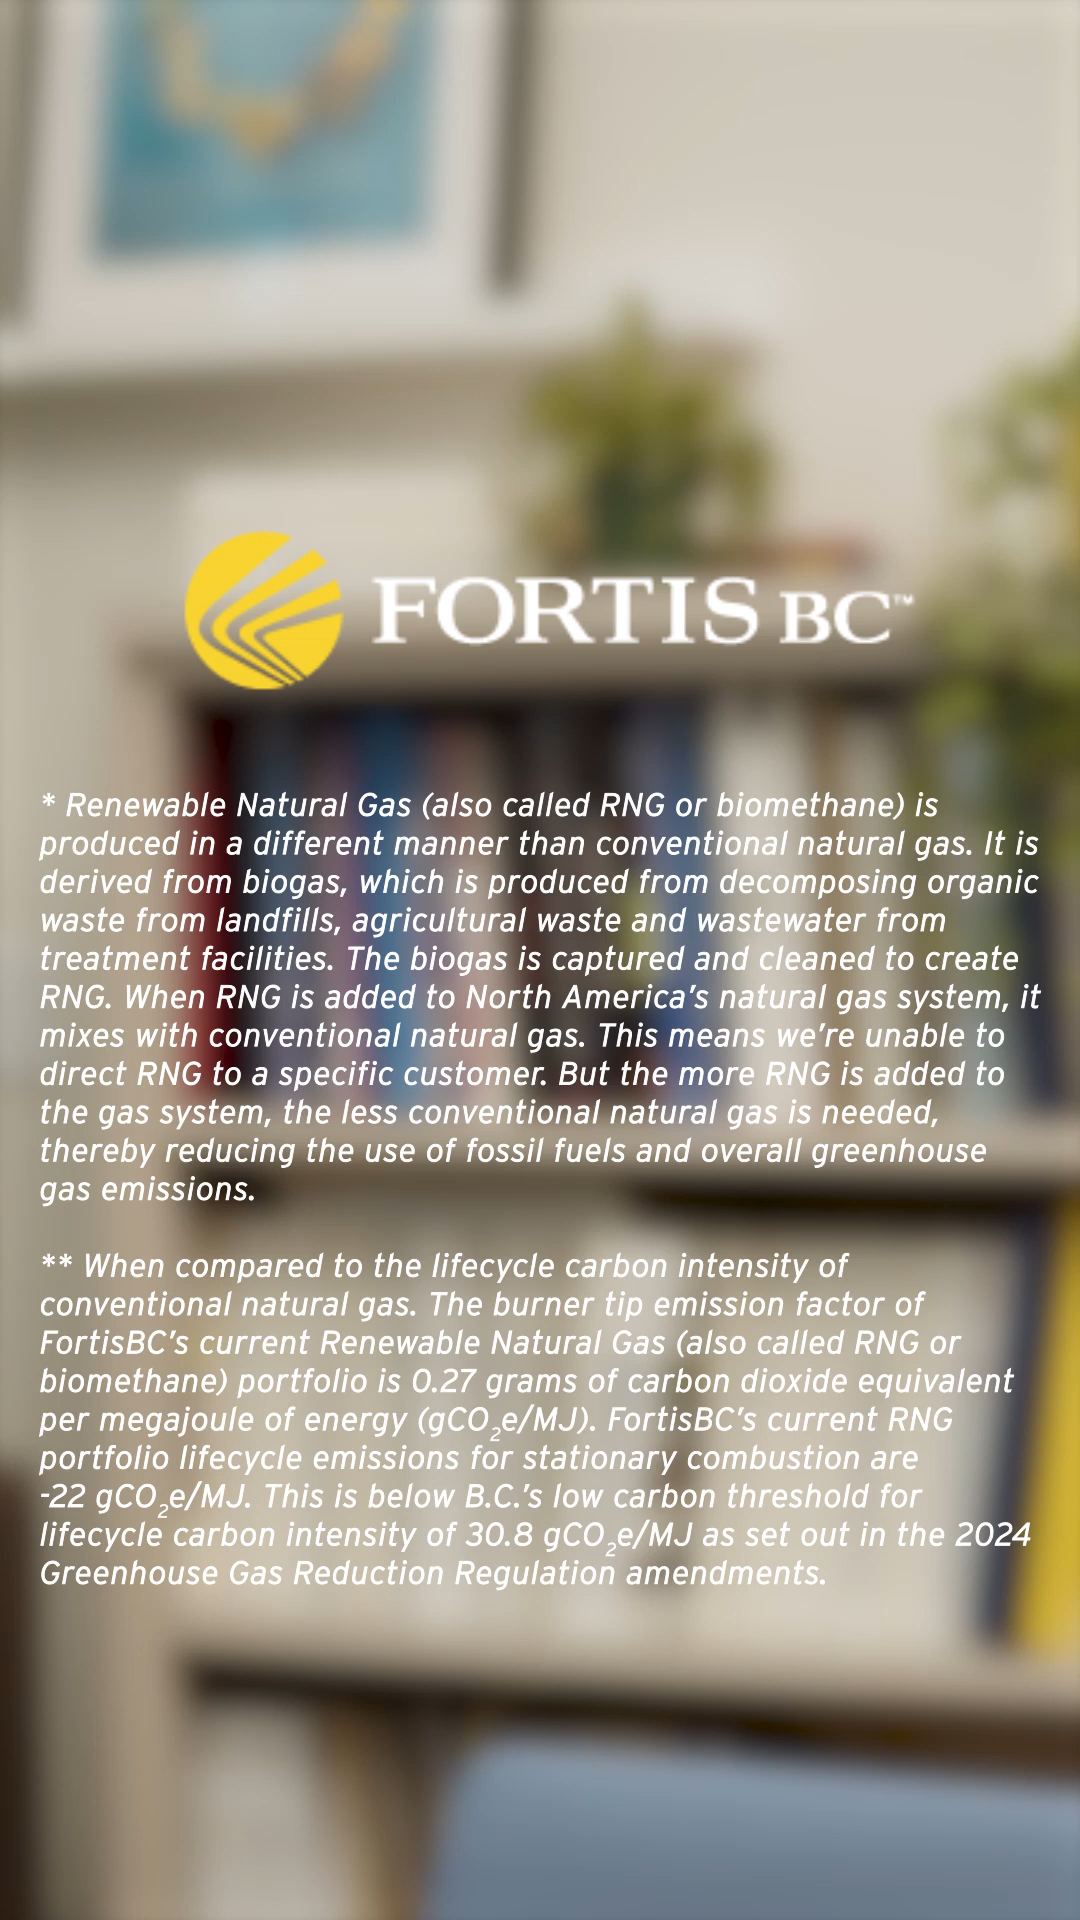 FORTIS BC™
* Renewable Natural Gas (also called RNG or biomethane) is
produced in a different manner than conventional natural gas. It is
derived from biogas, which is produced from decomposing organic
waste from landfills, agricultural waste and wastewater from
treatment facilities. The biogas is captured and cleaned to create
RNG. When RNG is added to North America’s natural gas system, it
mixes with conventional natural gas. This means we’re unable to
direct RNG to a specific customer. But the more RNG is added to
the gas system, the less conventional natural gas is needed,
thereby reducing the use of fossil fuels and overall greenhouse
gas emissions.
** When compared to the lifecycle carbon intensity of
conventional natural gas. The burner tip emission factor of
FortisBC’s current Renewable Natural Gas (also called RNG or
biomethane) portfolio is 0.27 grams of carbon dioxide equivalent
per megajoule of energy (gCO₂e/MJ). FortisBC’s current RNG
portfolio lifecycle emissions for stationary combustion are
-22 gCO₂e/MJ. This is below B.C.’s low carbon threshold for
lifecycle carbon intensity of 30.8 gCO₂e/MJ as set out in the 2024
Greenhouse Gas Reduction Regulation amendments.